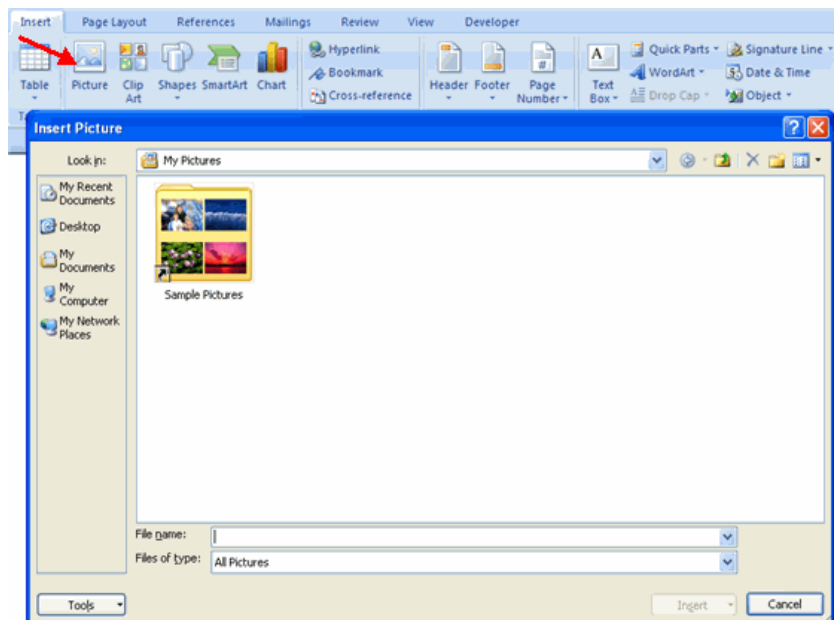 Insert Page Layout References Mailings Review View Developer
Hyperlink Quick Parts Signature Line
Bookmark WordArt Date & Time
Table Picture Clip Art Shapes SmartArt Chart Cross-reference Header Footer Page Number Text Box Drop Cap Object
Insert Picture
Look in: My Pictures
My Recent
Documents
Desktop
My
Documents
My
Computer
My Network
Places
Sample Pictures
File name:
Files of type: All Pictures
Tools Insert Cancel